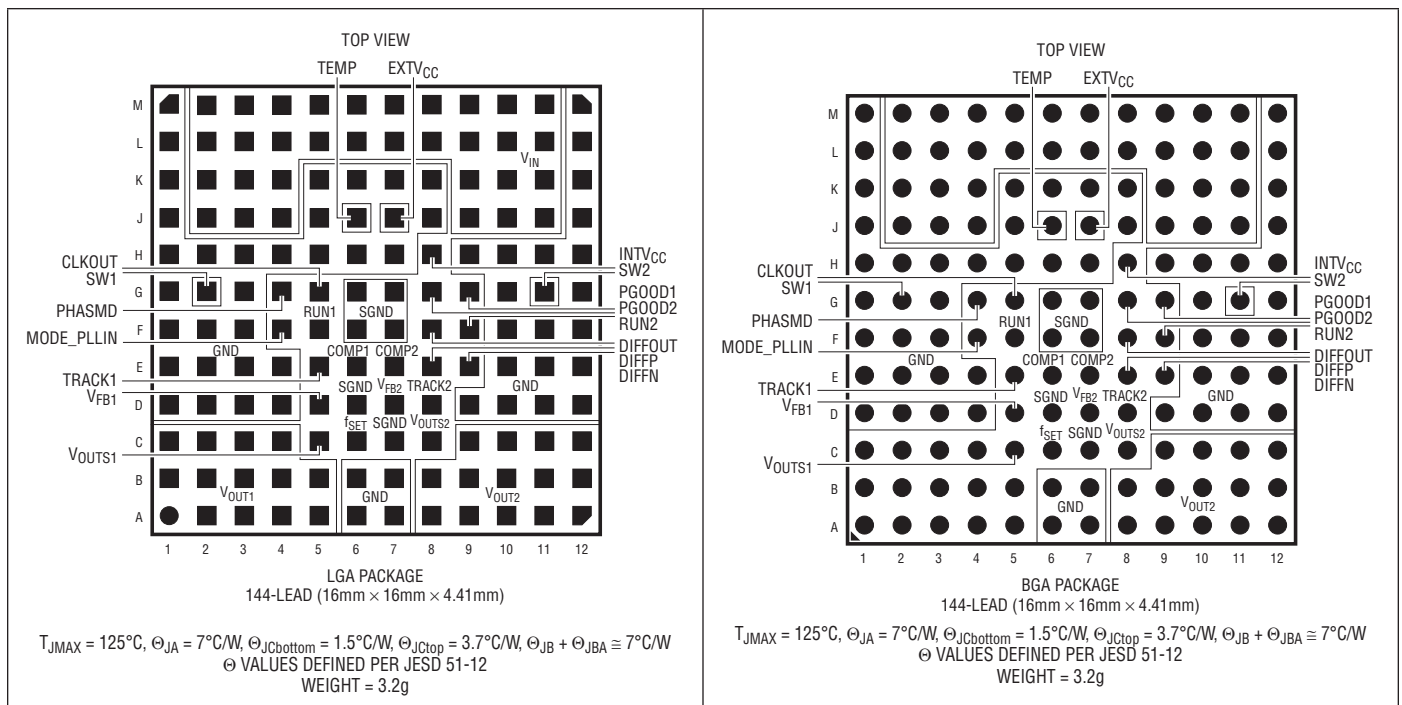 TOP VIEW
TEMP EXTVCC
M
L
VIN
K
J
H
CLKOUT
SW1
INTVCC
SW2
G
PGOOD1
PGOOD2
RUN1 SGND
PHASMD
RUN2
F
MODE_PLLIN
GND COMP1 COMP2
DIFFOUT
DIFFP
DIFFN
E
TRACK1
SGND VFB2 TRACK2 GND
VFB1
D
fSET SGND VOUTS2
C
VOUTS1
B
VOUT1 GND VOUT2
A
1 2 3 4 5 6 7 8 9 10 11 12
LGA PACKAGE
144-LEAD (16mm × 16mm × 4.41mm)
TJMAX = 125°C, ΘJA = 7°C/W, ΘJCbottom = 1.5°C/W, ΘJCtop = 3.7°C/W, ΘJB + ΘJBA ≅ 7°C/W
Θ VALUES DEFINED PER JESD 51-12
WEIGHT = 3.2g
TOP VIEW
TEMP EXTVCC
M
L
K
J
H
CLKOUT
SW1
INTVCC
SW2
G
PGOOD1
PGOOD2
RUN1 SGND
PHASMD
RUN2
F
MODE_PLLIN
GND COMP1 COMP2
DIFFOUT
DIFFP
DIFFN
E
TRACK1
SGND VFB2 TRACK2 GND
VFB1
D
fSET SGND VOUTS2
C
VOUTS1
B
GND VOUT2
A
1 2 3 4 5 6 7 8 9 10 11 12
BGA PACKAGE
144-LEAD (16mm × 16mm × 4.41mm)
TJMAX = 125°C, ΘJA = 7°C/W, ΘJCbottom = 1.5°C/W, ΘJCtop = 3.7°C/W, ΘJB + ΘJBA ≅ 7°C/W
Θ VALUES DEFINED PER JESD 51-12
WEIGHT = 3.2g